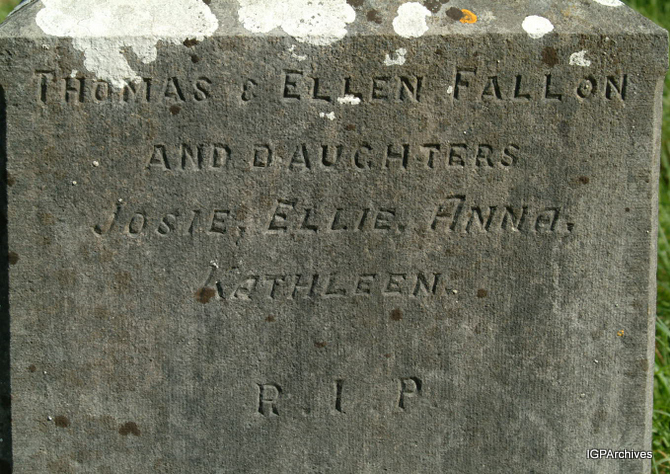 THOMAS & ELLEN FALLON
AND DAUGHTERS
JOSIE, ELLIE, ANNA,
KATHLEEN.
R. I. P.
IGPArchives